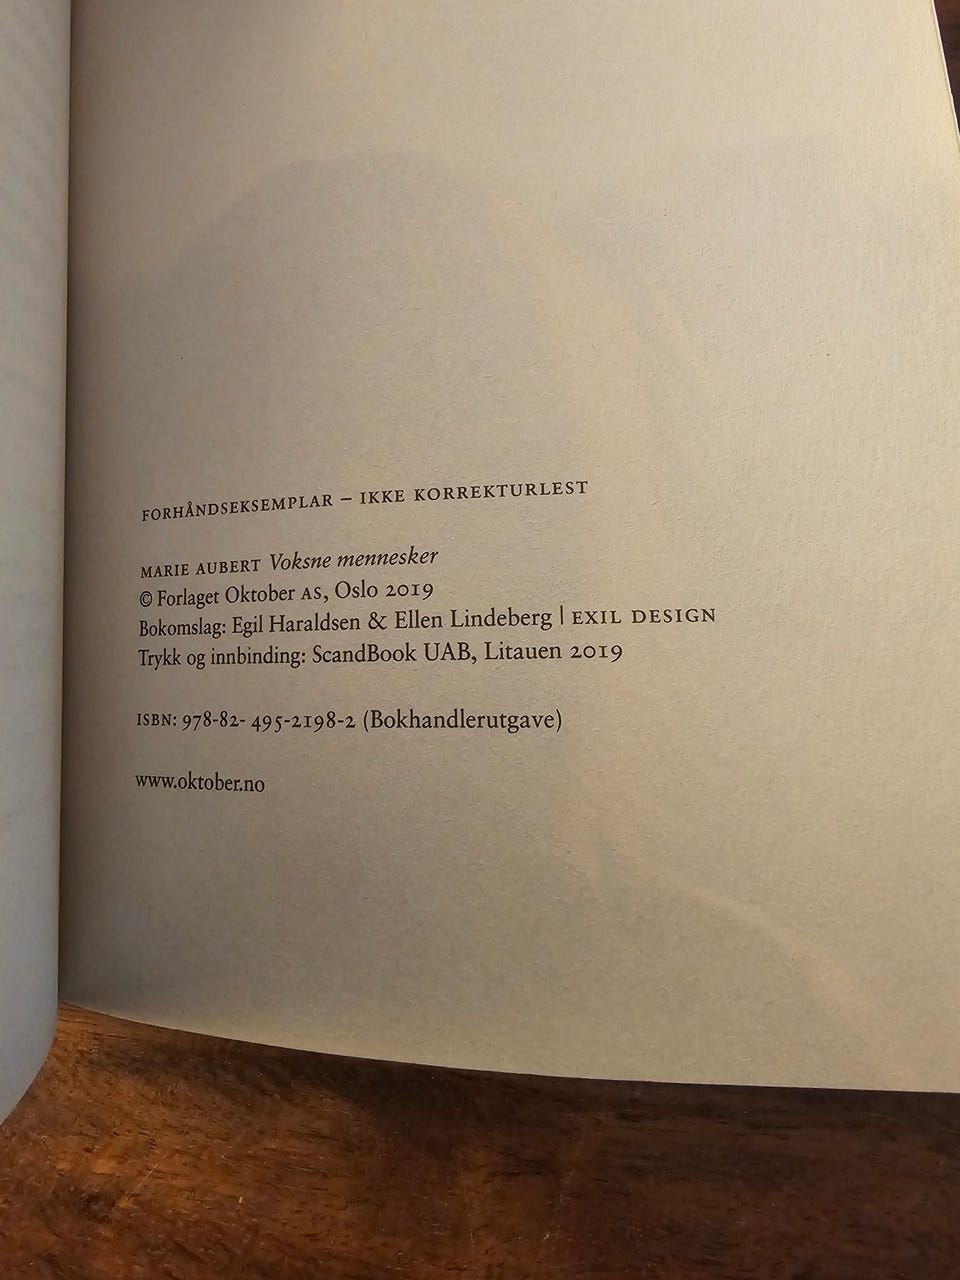 FORHÅNDSEKSEMPLAR – IKKE KORREKTURLEST
MARIE AUBERT Voksne mennesker
© Forlaget Oktober AS, Oslo 2019
Bokomslag: Egil Haraldsen & Ellen Lindeberg | EXIL DESIGN
Trykk og innbinding: ScandBook UAB, Litauen 2019
ISBN: 978-82- 495-2198-2 (Bokhandlerutgave)
www.oktober.no